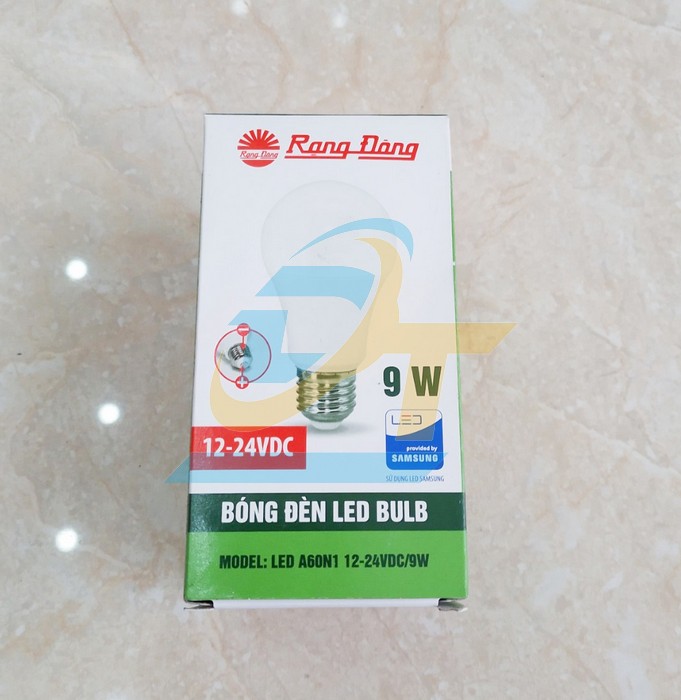 Rạng Đông
Rạng Đông
9 W
12-24VDC
LED
provided by
SAMSUNG
SỬ DỤNG LED SAMSUNG
BÓNG ĐÈN LED BULB
MODEL: LED A60N1 12-24VDC/9W